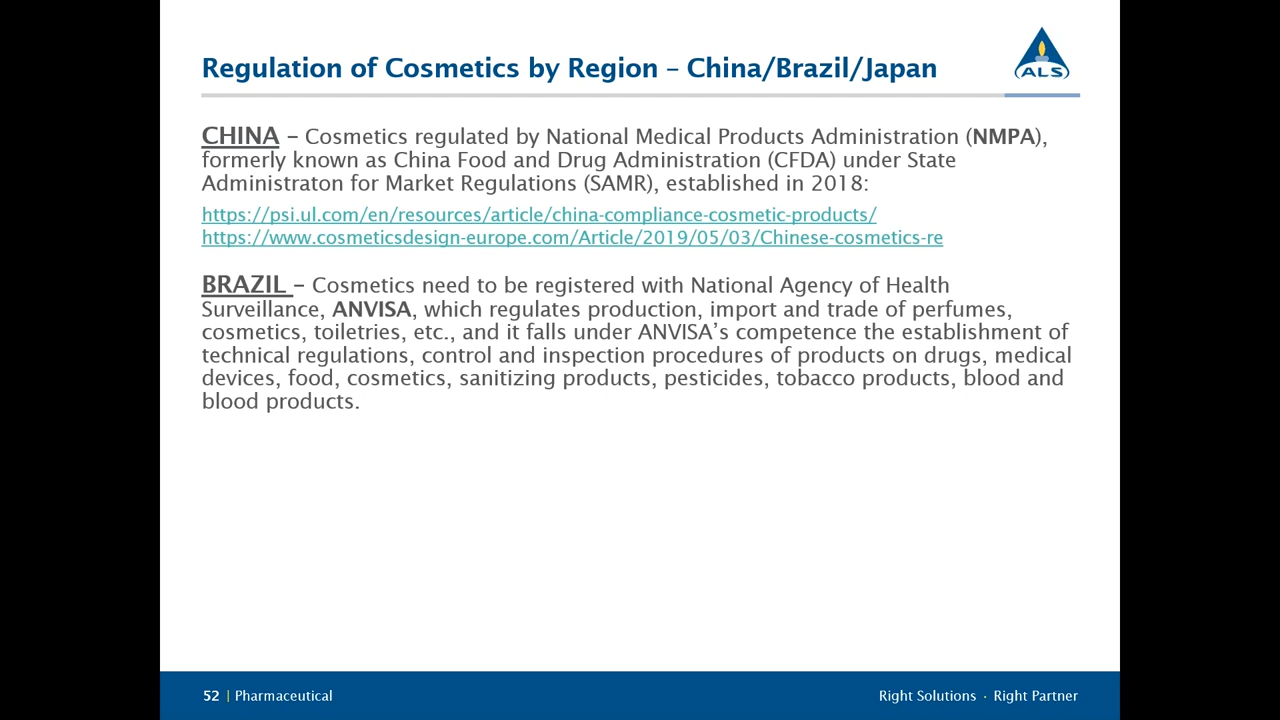 Regulation of Cosmetics by Region – China/Brazil/Japan
ALS
CHINA – Cosmetics regulated by National Medical Products Administration (NMPA),
formerly known as China Food and Drug Administration (CFDA) under State
Administraton for Market Regulations (SAMR), established in 2018:
https://psi.ul.com/en/resources/article/china-compliance-cosmetic-products/
https://www.cosmeticsdesign-europe.com/Article/2019/05/03/Chinese-cosmetics-re
BRAZIL – Cosmetics need to be registered with National Agency of Health
Surveillance, ANVISA, which regulates production, import and trade of perfumes,
cosmetics, toiletries, etc., and it falls under ANVISA’s competence the establishment of
technical regulations, control and inspection procedures of products on drugs, medical
devices, food, cosmetics, sanitizing products, pesticides, tobacco products, blood and
blood products.
52 | Pharmaceutical
Right Solutions · Right Partner